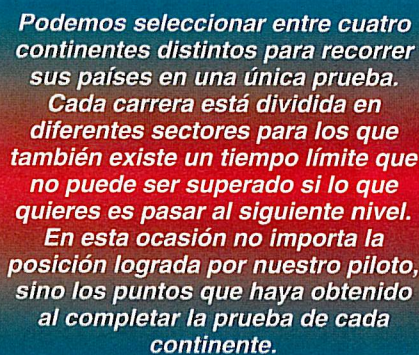 Podemos seleccionar entre cuatro
continentes distintos para recorrer
sus países en una única prueba.
Cada carrera está dividida en
diferentes sectores para los que
también existe un tiempo límite que
no puede ser superado si lo que
quieres es pasar al siguiente nivel.
En esta ocasión no importa la
posición lograda por nuestro piloto,
sino los puntos que haya obtenido
al completar la prueba de cada
continente.